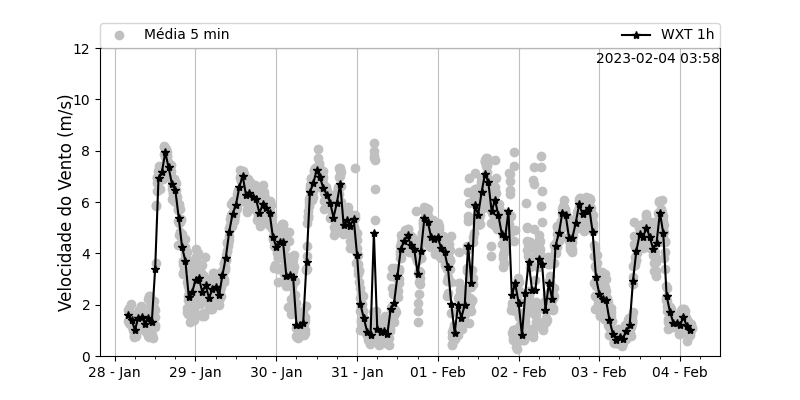 Média 5 min
WXT 1h
2023-02-04 03:58
Velocidade do Vento (m/s)
12
10
8
6
4
2
0
28 - Jan
29 - Jan
30 - Jan
31 - Jan
01 - Feb
02 - Feb
03 - Feb
04 - Feb